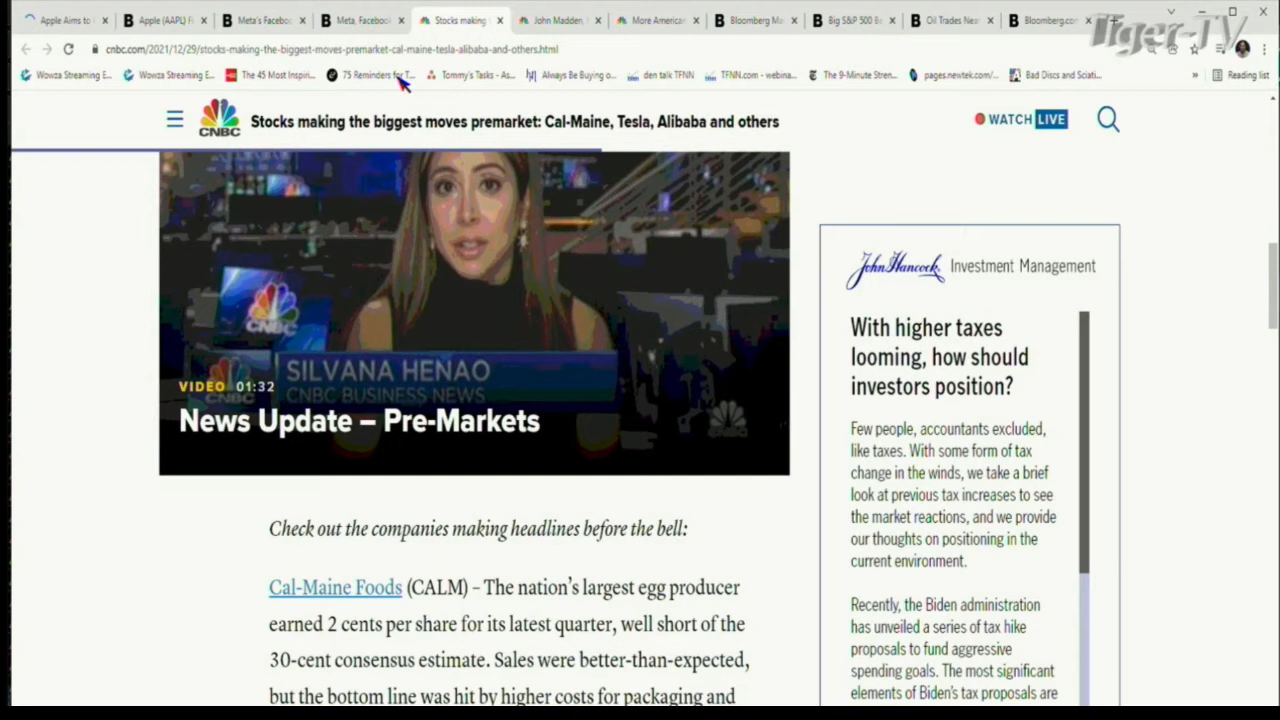 Apple Aims to
Apple (AAPL) Fi
Meta's Facebo
Meta, Facebook
Stocks making
John Madden,
More American
Bloomberg Ma
Big S&P 500 B
Oil Trades Nea
Bloomberg.co
Tiger-TV
cnbc.com/2021/12/29/stocks-making-the-biggest-moves-premarket-cal-maine-tesla-alibaba-and-others.html
Wowza Streaming E...
Wowza Streaming E...
The 45 Most Inspiri...
75 Reminders for T...
Tommy's Tasks - As...
Always Be Buying o...
den talk TFNN
TFNN.com - webina...
The 9-Minute Stren...
pages.newtek.com/...
Bad Discs and Sciati...
»
Reading list
CNBC
Stocks making the biggest moves premarket: Cal-Maine, Tesla, Alibaba and others
WATCH LIVE
CNBC
SILVANA HENAO
CNBC BUSINESS NEWS
VIDEO 01:32
News Update – Pre-Markets
Check out the companies making headlines before the bell:
Cal-Maine Foods (CALM) – The nation's largest egg producer
earned 2 cents per share for its latest quarter, well short of the
30-cent consensus estimate. Sales were better-than-expected,
but the bottom line was hit by higher costs for packaging and
John Hancock Investment Management
With higher taxes
looming, how should
investors position?
Few people, accountants excluded,
like taxes. With some form of tax
change in the winds, we take a brief
look at previous tax increases to see
the market reactions, and we provide
our thoughts on positioning in the
current environment.
Recently, the Biden administration
has unveiled a series of tax hike
proposals to fund aggressive
spending goals. The most significant
elements of Biden's tax proposals are